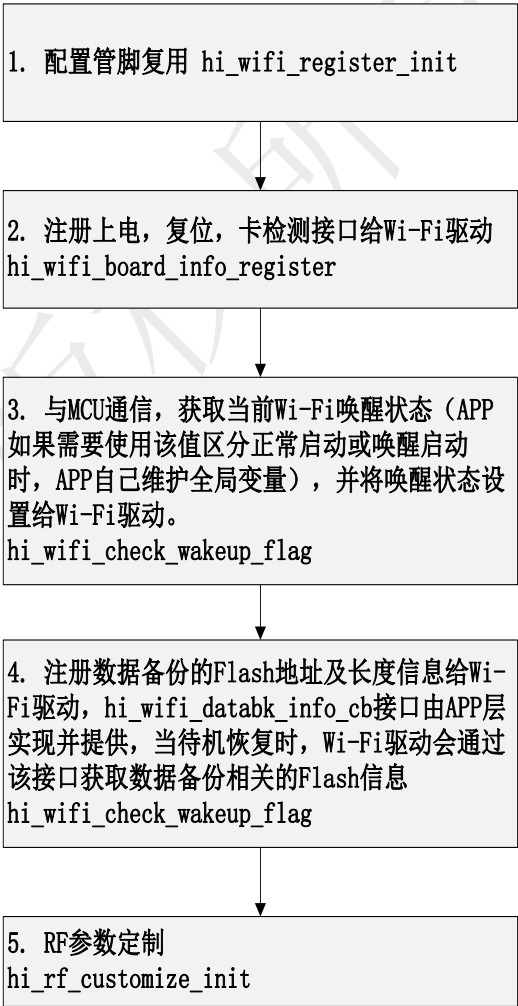 1. 配置管脚复用 hi_wifi_register_init
2. 注册上电，复位，卡检测接口给Wi-Fi驱动
hi_wifi_board_info_register
3. 与MCU通信，获取当前Wi-Fi唤醒状态（APP
如果需要使用该值区分正常启动或唤醒启动
时，APP自己维护全局变量），并将唤醒状态设
置给Wi-Fi驱动。
hi_wifi_check_wakeup_flag
4. 注册数据备份的Flash地址及长度信息给Wi-
Fi驱动，hi_wifi_databk_info_cb接口由APP层
实现并提供，当待机恢复时，Wi-Fi驱动会通过
该接口获取数据备份相关的Flash信息
hi_wifi_check_wakeup_flag
5. RF参数定制
hi_rf_customize_init